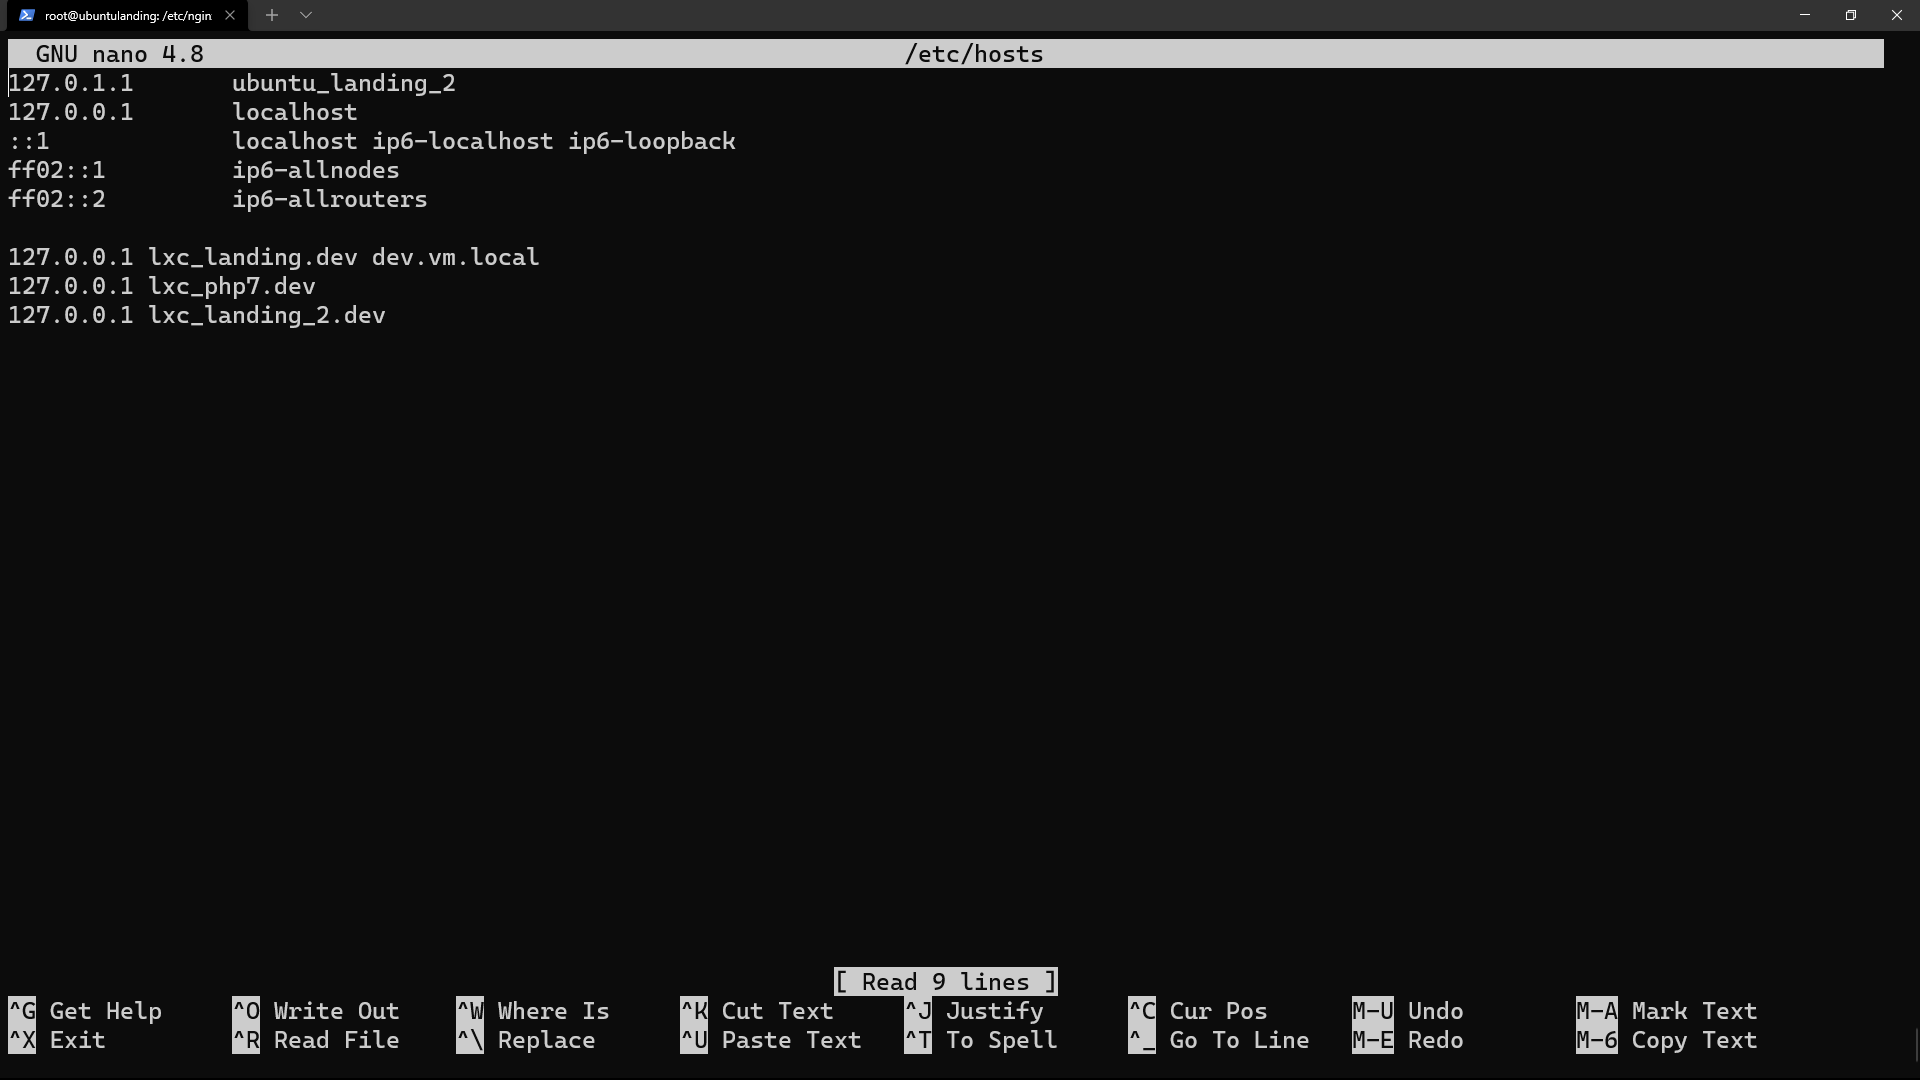 root@ubuntulanding: /etc/ngin
GNU nano 4.8 /etc/hosts
127.0.1.1 ubuntu_landing_2
127.0.0.1 localhost
::1 localhost ip6-localhost ip6-loopback
ff02::1 ip6-allnodes
ff02::2 ip6-allrouters
127.0.0.1 lxc_landing.dev dev.vm.local
127.0.0.1 lxc_php7.dev
127.0.0.1 lxc_landing_2.dev
[ Read 9 lines ]
^G Get Help ^O Write Out ^W Where Is ^K Cut Text ^J Justify ^C Cur Pos M-U Undo M-A Mark Text
^X Exit ^R Read File ^\ Replace ^U Paste Text ^T To Spell ^_ Go To Line M-E Redo M-6 Copy Text